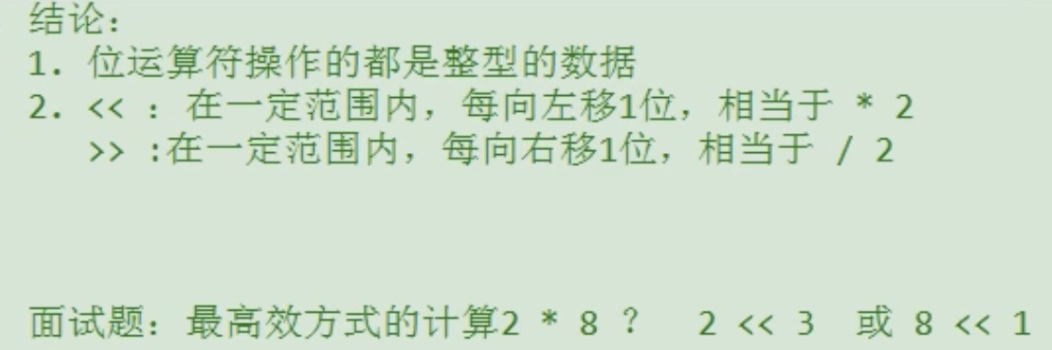 结论：
1. 位运算符操作的都是整型的数据
2. << : 在一定范围内，每向左移1位，相当于 * 2
>> :在一定范围内，每向右移1位，相当于 / 2
面试题：最高效方式的计算2 * 8 ？ 2 << 3 或 8 << 1